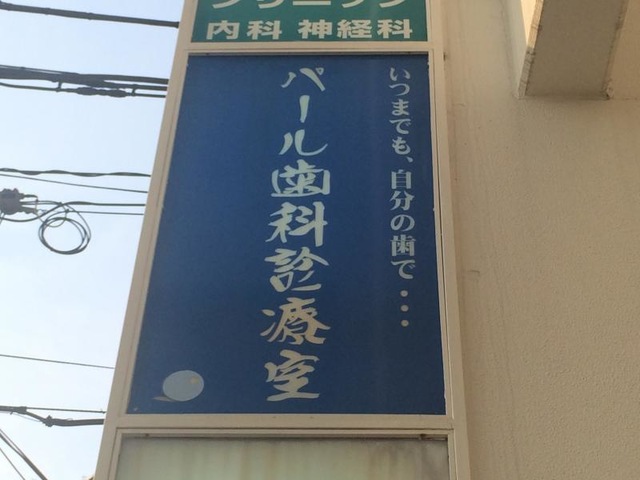 内科 神経科
いつまでも、自分の歯で・・・
パール歯科診療室